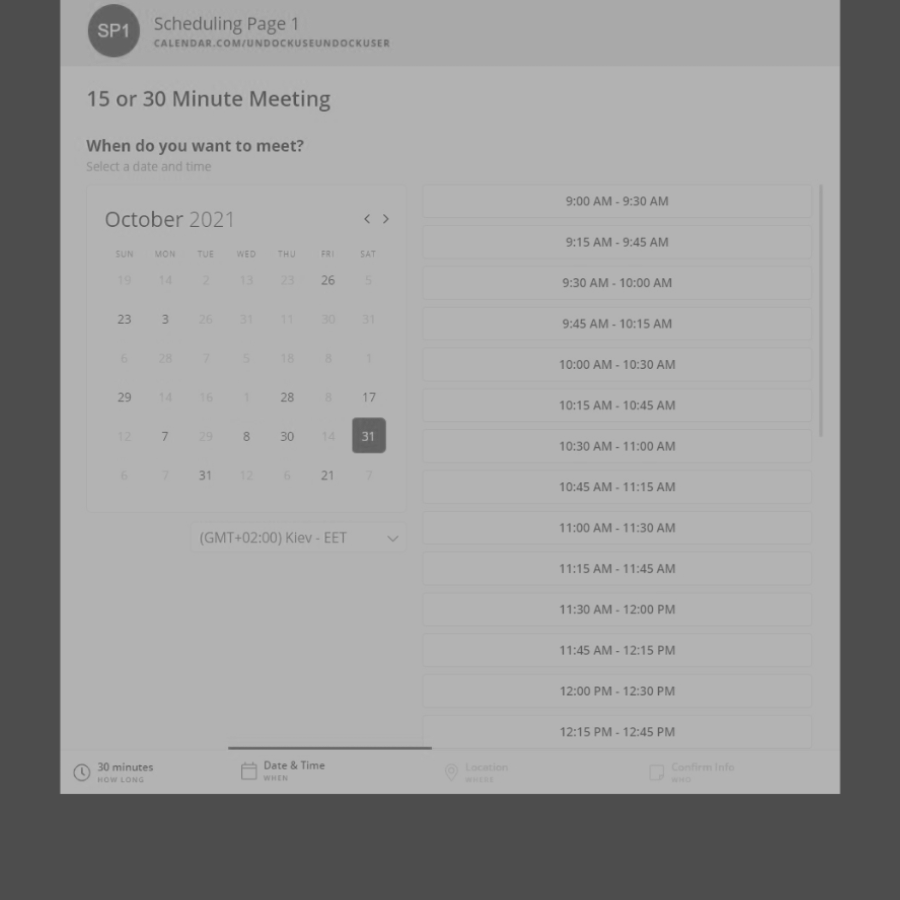 SP1
Scheduling Page 1
CALENDAR.COM/UNDOCKUSEUNDOCKUSER
15 or 30 Minute Meeting
When do you want to meet?
Select a date and time
October 2021
SUN MON TUE WED THU FRI SAT
19 14 2 13 23 26 5
23 3 26 31 11 30 31
6 28 7 5 18 8 1
29 14 16 1 28 8 17
12 7 29 8 30 14 31
6 7 31 12 6 21 7
(GMT+02:00) Kiev - EET
9:00 AM - 9:30 AM
9:15 AM - 9:45 AM
9:30 AM - 10:00 AM
9:45 AM - 10:15 AM
10:00 AM - 10:30 AM
10:15 AM - 10:45 AM
10:30 AM - 11:00 AM
10:45 AM - 11:15 AM
11:00 AM - 11:30 AM
11:15 AM - 11:45 AM
11:30 AM - 12:00 PM
11:45 AM - 12:15 PM
12:00 PM - 12:30 PM
12:15 PM - 12:45 PM
30 minutes
HOW LONG
Date & Time
WHEN
Location
WHERE
Confirm Info
WHO